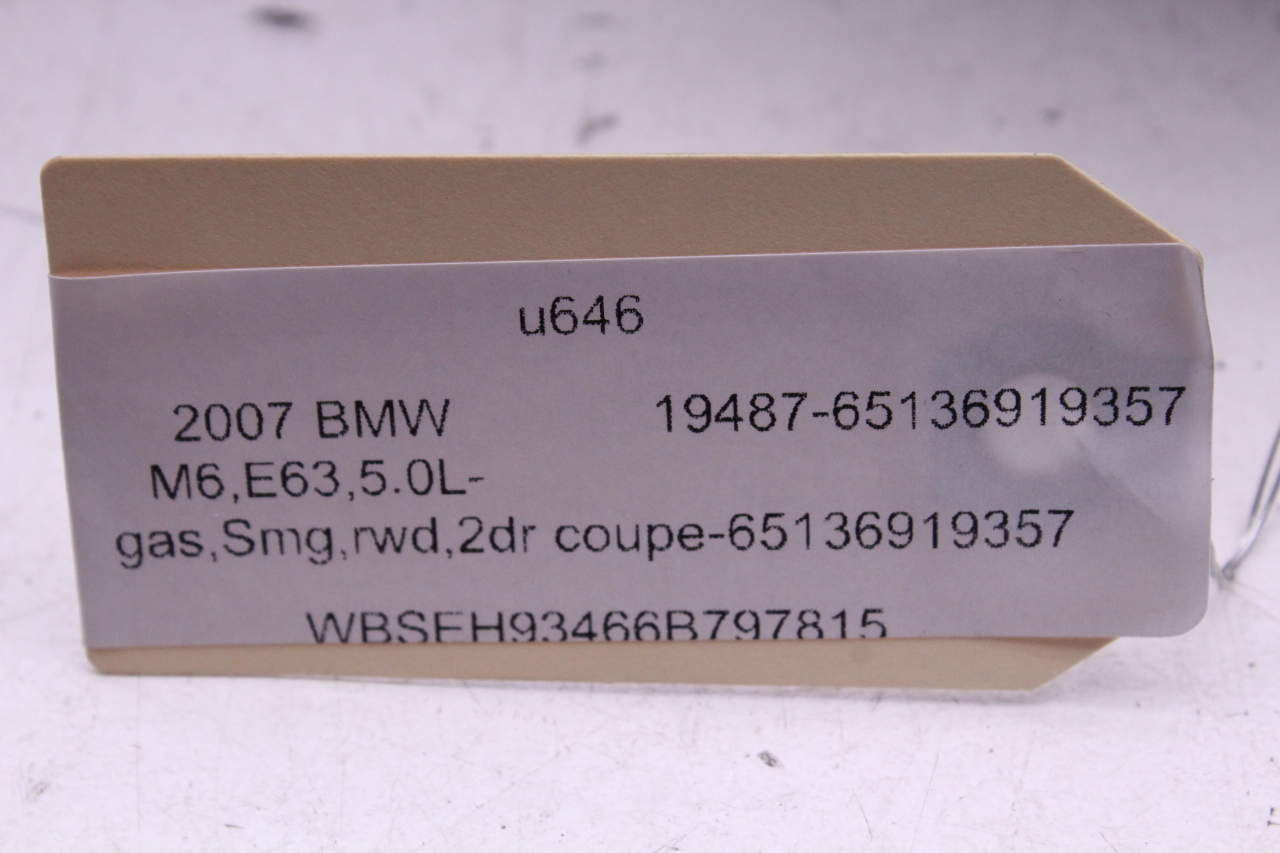 u646
2007 BMW 19487-65136919357
M6,E63,5.0L-
gas,Smg,rwd,2dr coupe-65136919357
WBSEH93466B797815